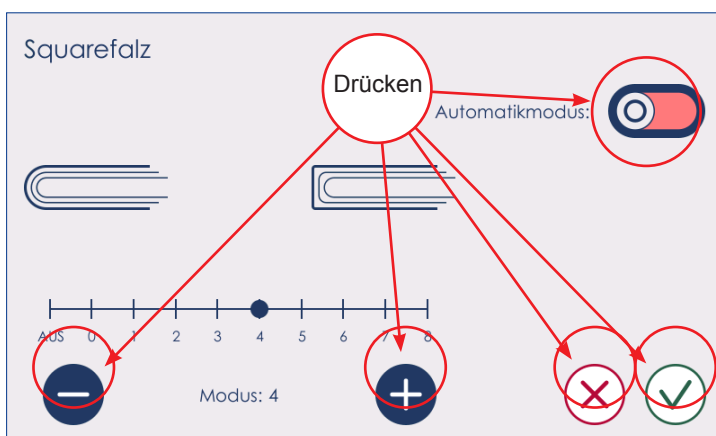 Squarefalz
Drücken
Automatikmodus:
AUS 0 1 2 3 4 5 6 7 8
Modus: 4